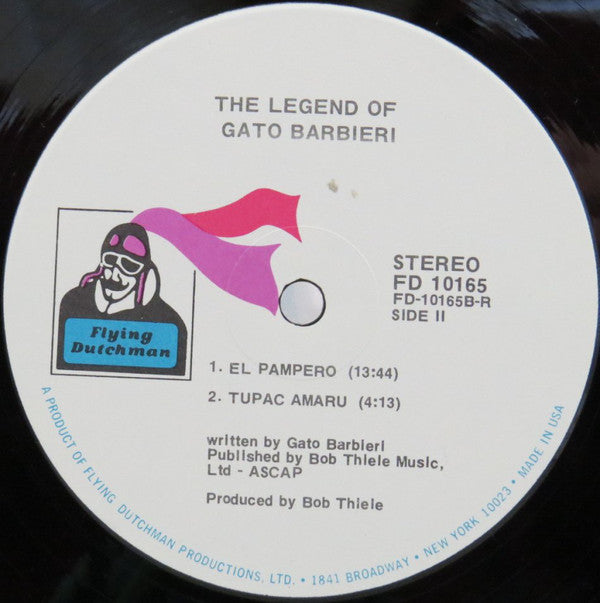 THE LEGEND OF
GATO BARBIERI
Flying
Dutchman
STEREO
FD 10165
FD-10165B-R
SIDE II
1. EL PAMPERO (13:44)
2. TUPAC AMARU (4:13)
written by Gato Barbieri
Published by Bob Thiele Music,
Ltd - ASCAP
Produced by Bob Thiele
A PRODUCT OF FLYING DUTCHMAN PRODUCTIONS, LTD. • 1841 BROADWAY • NEW YORK 10023 • MADE IN USA